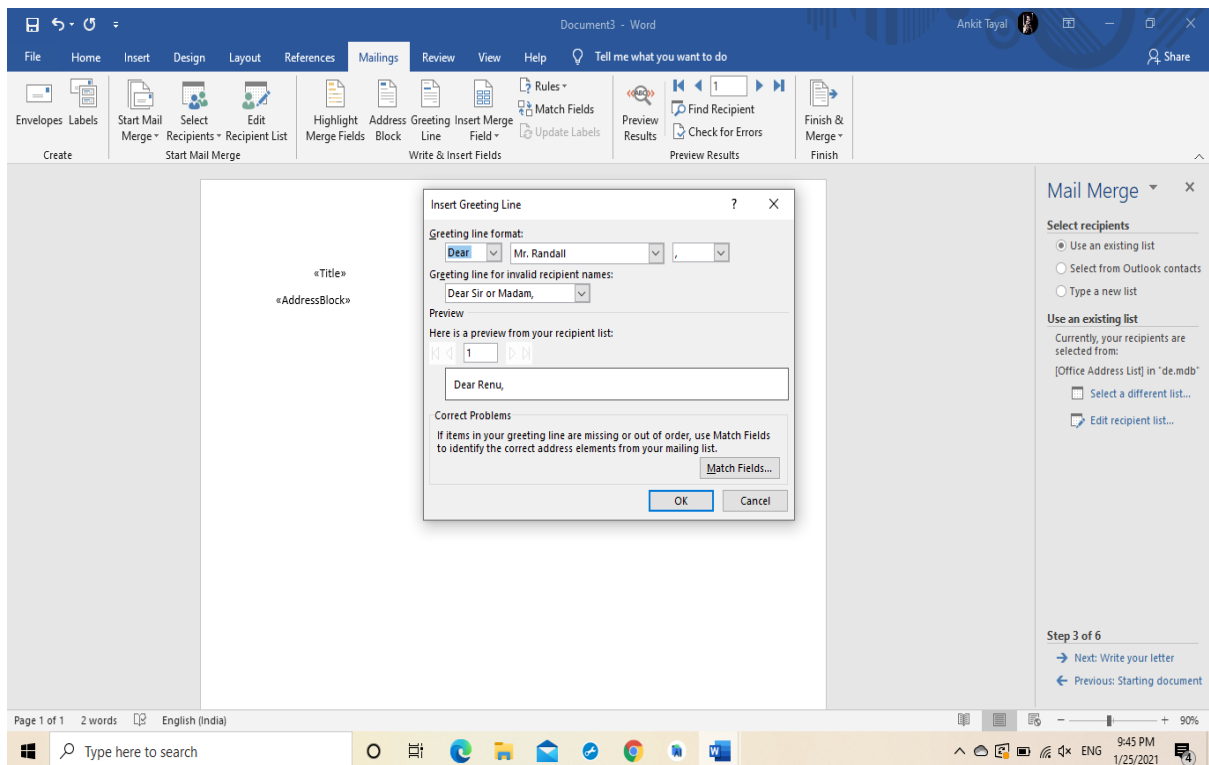 Document3 - Word
Ankit Tayal
File Home Insert Design Layout References Mailings Review View Help Tell me what you want to do
Share
Envelopes Labels
Create
Start Mail Merge
Select Recipients
Edit Recipient List
Start Mail Merge
Highlight Merge Fields
Address Block
Greeting Line
Insert Merge Field
Rules
Match Fields
Update Labels
Write & Insert Fields
ABC
Preview Results
1
Find Recipient
Check for Errors
Preview Results
Finish & Merge
Finish
«Title»
«AddressBlock»
Insert Greeting Line ? X
Greeting line format:
Dear Mr. Randall ,
Greeting line for invalid recipient names:
Dear Sir or Madam,
Preview
Here is a preview from your recipient list:
1
Dear Renu,
Correct Problems
If items in your greeting line are missing or out of order, use Match Fields
to identify the correct address elements from your mailing list.
Match Fields...
OK Cancel
Mail Merge
Select recipients
Use an existing list
Select from Outlook contacts
Type a new list
Use an existing list
Currently, your recipients are
selected from:
[Office Address List] in "de.mdb"
Select a different list...
Edit recipient list...
Step 3 of 6
Next: Write your letter
Previous: Starting document
Page 1 of 1 2 words English (India) 90%
Type here to search
ENG
9:45 PM
1/25/2021
4